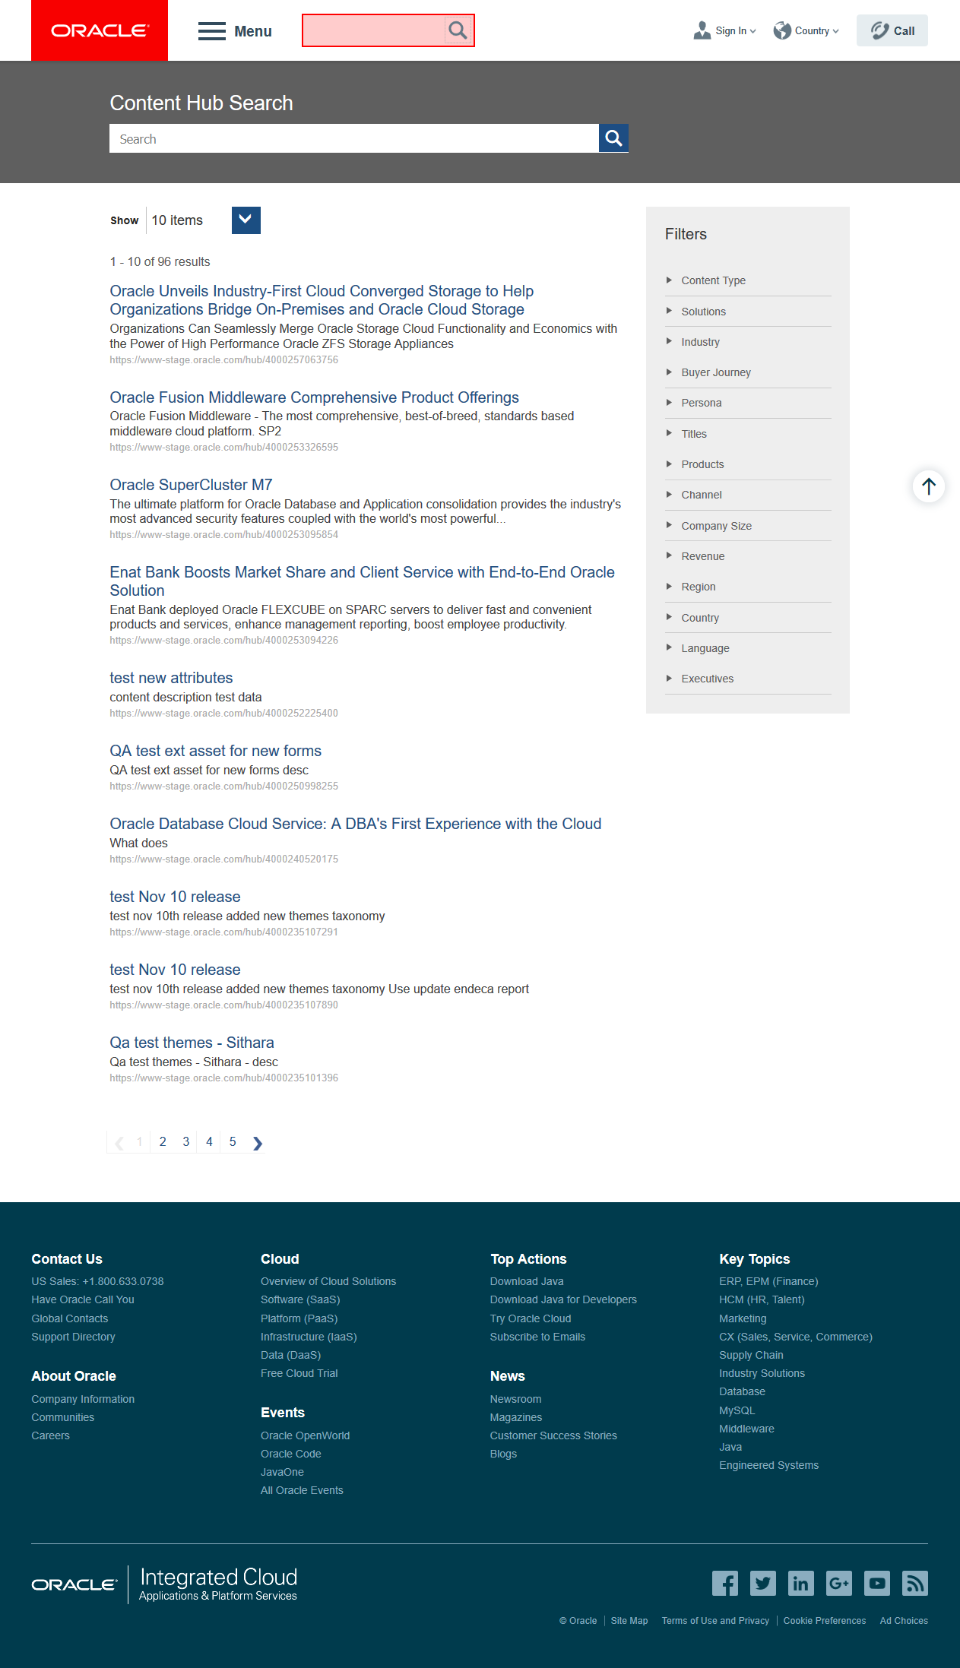 ORACLE
Menu
Sign In
Country
Call
Content Hub Search
Search
Show
10 items
1 - 10 of 96 results
Oracle Unveils Industry-First Cloud Converged Storage to Help
Organizations Bridge On-Premises and Oracle Cloud Storage
Organizations Can Seamlessly Merge Oracle Storage Cloud Functionality and Economics with
the Power of High Performance Oracle ZFS Storage Appliances
https://www-stage.oracle.com/hub/4000257063756
Oracle Fusion Middleware Comprehensive Product Offerings
Oracle Fusion Middleware - The most comprehensive, best-of-breed, standards based
middleware cloud platform. SP2
https://www-stage.oracle.com/hub/4000253326595
Oracle SuperCluster M7
The ultimate platform for Oracle Database and Application consolidation provides the industry's
most advanced security features coupled with the world's most powerful...
https://www-stage.oracle.com/hub/4000253095854
Enat Bank Boosts Market Share and Client Service with End-to-End Oracle
Solution
Enat Bank deployed Oracle FLEXCUBE on SPARC servers to deliver fast and convenient
products and services, enhance management reporting, boost employee productivity.
https://www-stage.oracle.com/hub/4000253094226
test new attributes
content description test data
https://www-stage.oracle.com/hub/4000252225400
QA test ext asset for new forms
QA test ext asset for new forms desc
https://www-stage.oracle.com/hub/4000250998255
Oracle Database Cloud Service: A DBA's First Experience with the Cloud
What does
https://www-stage.oracle.com/hub/4000240520175
test Nov 10 release
test nov 10th release added new themes taxonomy
https://www-stage.oracle.com/hub/4000235107291
test Nov 10 release
test nov 10th release added new themes taxonomy Use update endeca report
https://www-stage.oracle.com/hub/4000235107890
Qa test themes - Sithara
Qa test themes - Sithara - desc
https://www-stage.oracle.com/hub/4000235101396
1 2 3 4 5
Filters
Content Type
Solutions
Industry
Buyer Journey
Persona
Titles
Products
Channel
Company Size
Revenue
Region
Country
Language
Executives
Contact Us
US Sales: +1.800.633.0738
Have Oracle Call You
Global Contacts
Support Directory
About Oracle
Company Information
Communities
Careers
Cloud
Overview of Cloud Solutions
Software (SaaS)
Platform (PaaS)
Infrastructure (IaaS)
Data (DaaS)
Free Cloud Trial
Events
Oracle OpenWorld
Oracle Code
JavaOne
All Oracle Events
Top Actions
Download Java
Download Java for Developers
Try Oracle Cloud
Subscribe to Emails
News
Newsroom
Magazines
Customer Success Stories
Blogs
Key Topics
ERP, EPM (Finance)
HCM (HR, Talent)
Marketing
CX (Sales, Service, Commerce)
Supply Chain
Industry Solutions
Database
MySQL
Middleware
Java
Engineered Systems
ORACLE
Integrated Cloud
Applications & Platform Services
© Oracle
Site Map
Terms of Use and Privacy
Cookie Preferences
Ad Choices